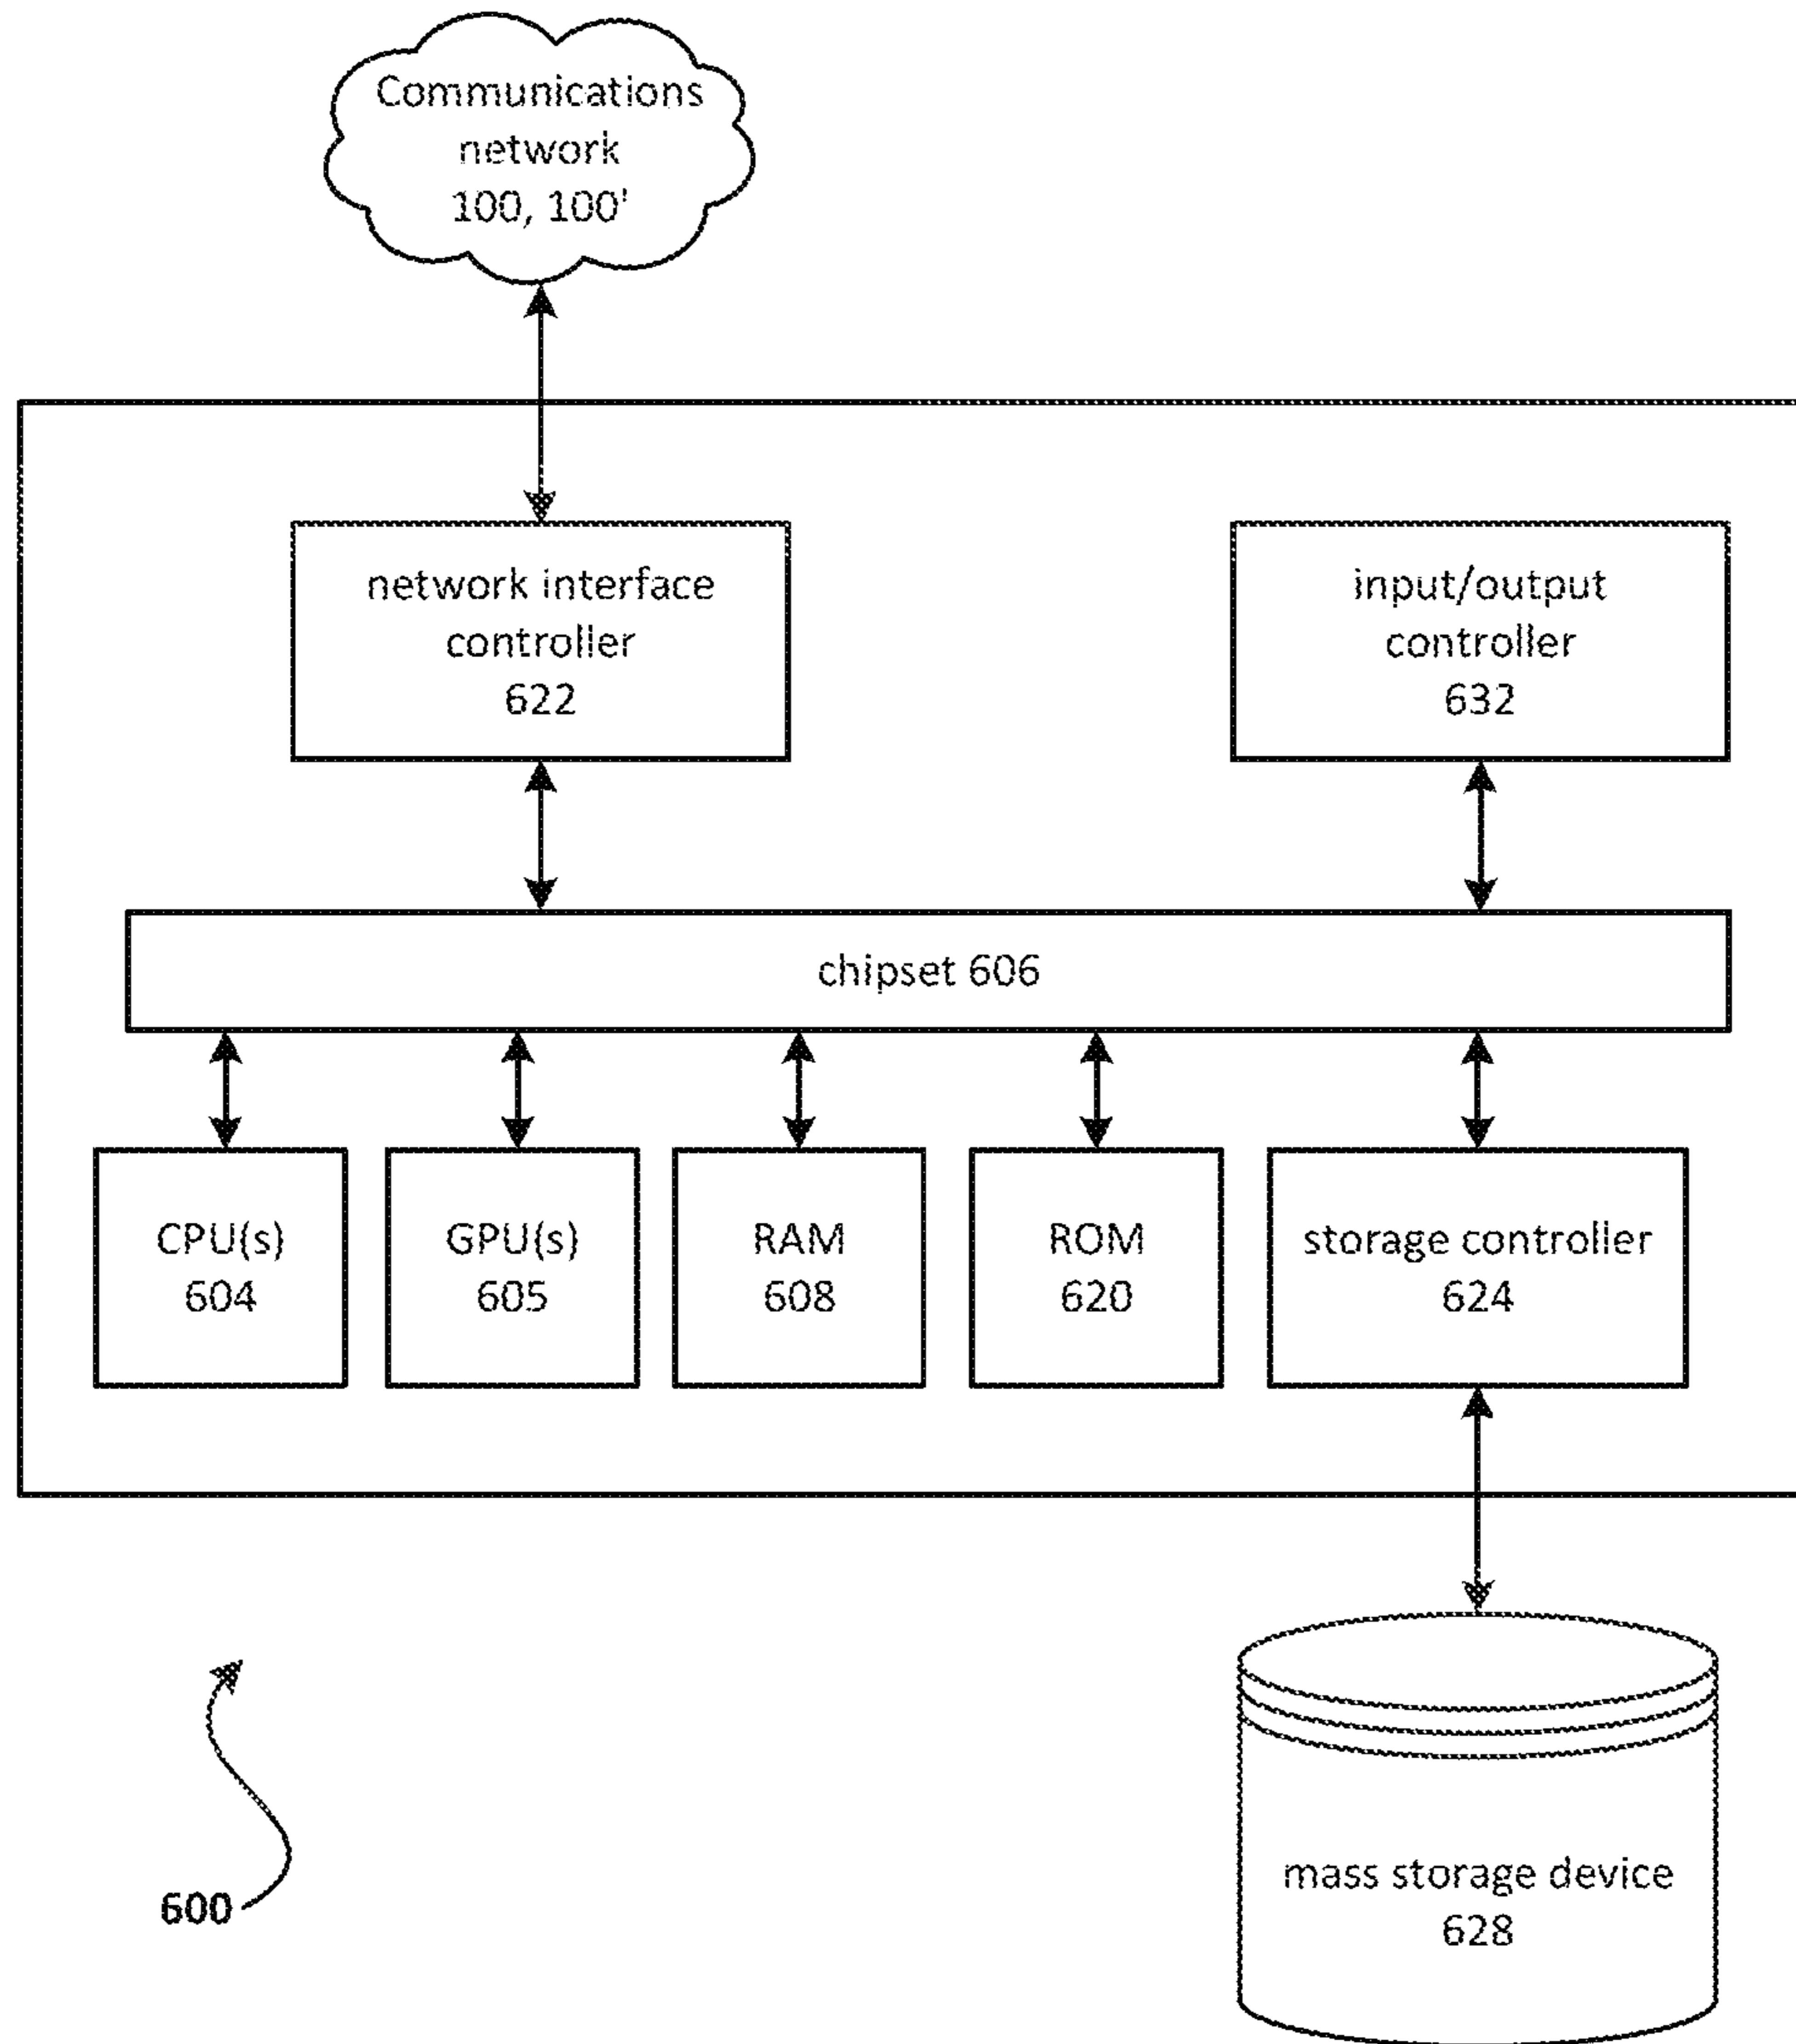 Communications
network
100, 100'
network interface
controller
622
input/output
controller
632
chipset 606
CPU(s)
604
GPU(s)
605
RAM
608
ROM
620
storage controller
624
mass storage device
628
600